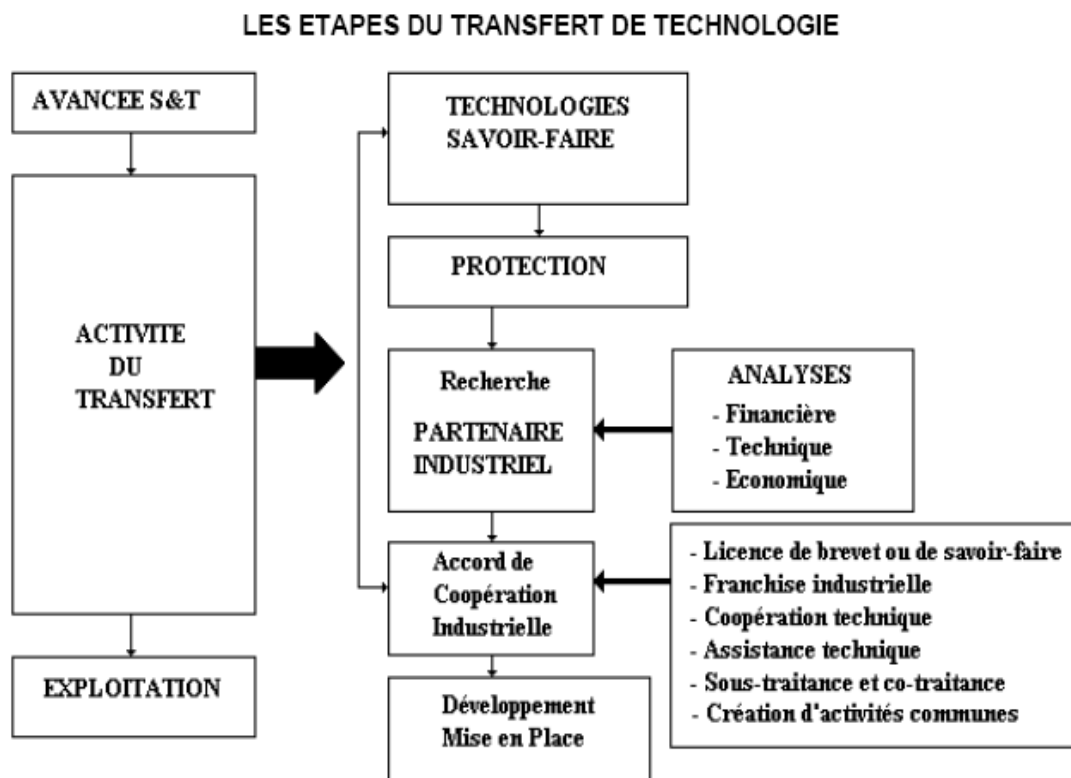 LES ETAPES DU TRANSFERT DE TECHNOLOGIE
AVANCEE S&T
ACTIVITE
DU
TRANSFERT
EXPLOITATION
TECHNOLOGIES
SAVOIR-FAIRE
PROTECTION
Recherche
PARTENAIRE
INDUSTRIEL
ANALYSES
- Financière
- Technique
- Economique
Accord de
Coopération
Industrielle
- Licence de brevet ou de savoir-faire
- Franchise industrielle
- Coopération technique
- Assistance technique
- Sous-traitance et co-traitance
- Création d'activités communes
Développement
Mise en Place